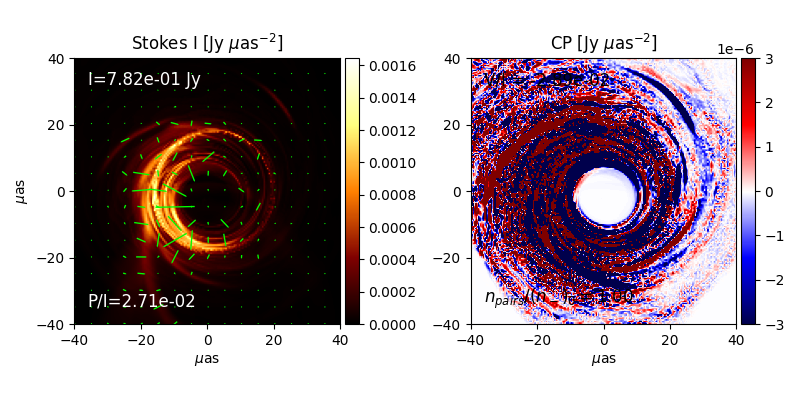 Stokes I [Jy μas⁻²]
CP [Jy μas⁻²]
1e−6
I=7.82e-01 Jy
P/I=2.71e-02
n_pairs/(n
μas
40
20
0
−20
−40
−40 −20 0 20 40
μas
0.0016
0.0014
0.0012
0.0010
0.0008
0.0006
0.0004
0.0002
0.0000
40
20
0
−20
−40
−40 −20 0 20 40
μas
3
2
1
0
−1
−2
−3